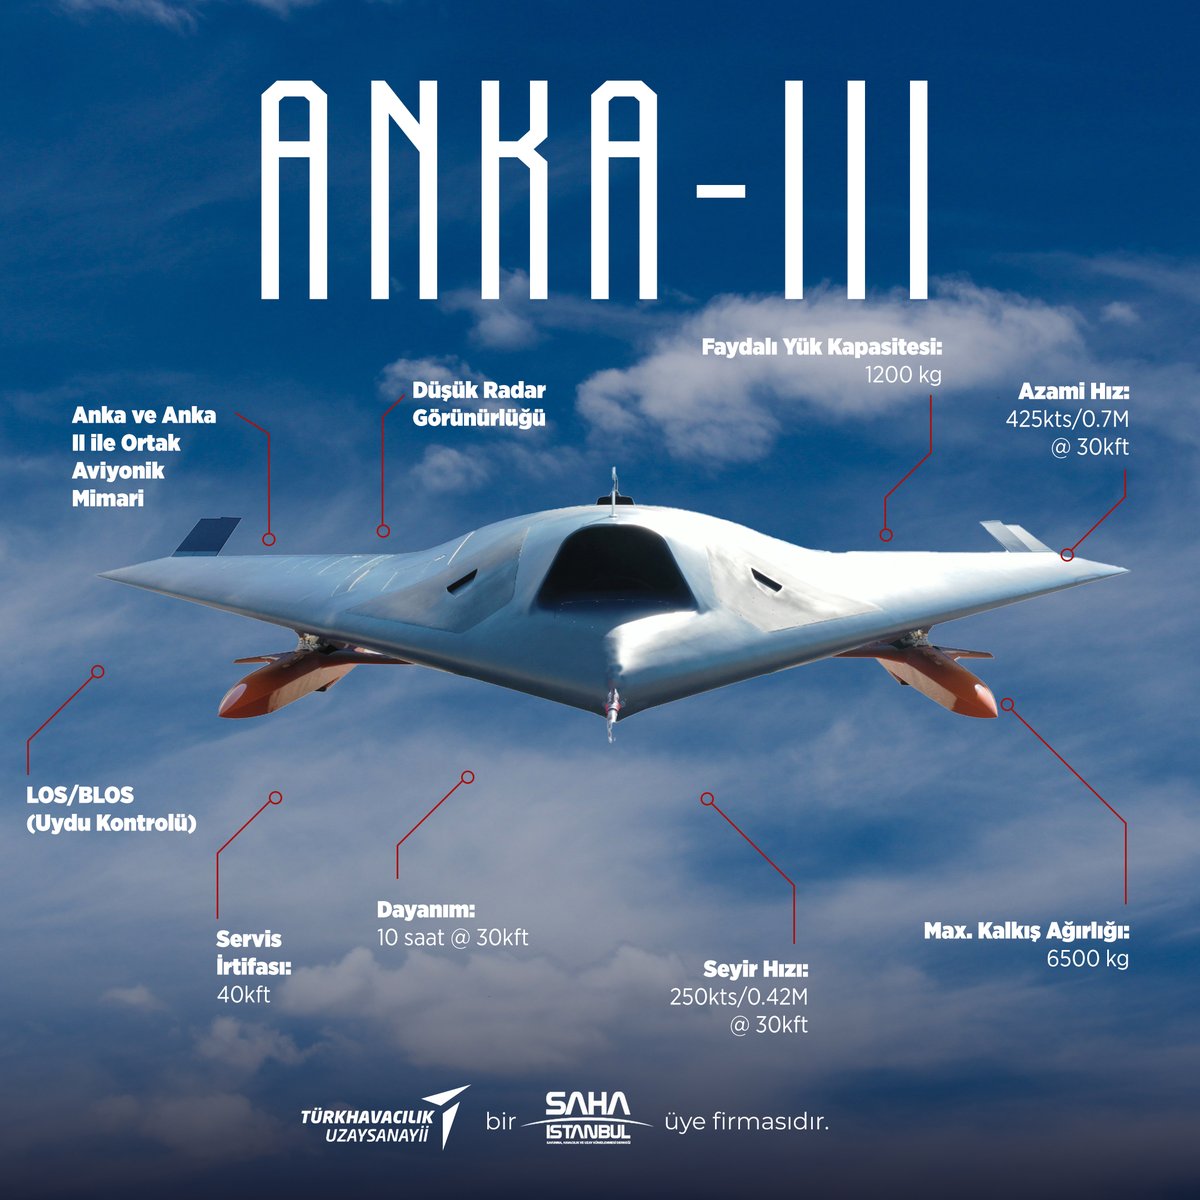 ANKA-III
Faydalı Yük Kapasitesi:
1200 kg
Azami Hız:
425kts/0.7M
@ 30kft
Düşük Radar
Görünürlüğü
Anka ve Anka
II ile Ortak
Aviyonik
Mimari
LOS/BLOS
(Uydu Kontrolü)
Servis
İrtifası:
40kft
Dayanım:
10 saat @ 30kft
Seyir Hızı:
250kts/0.42M
@ 30kft
Max. Kalkış Ağırlığı:
6500 kg
TÜRKHAVACILIK
UZAYSANAYİİ
bir
SAHA
İSTANBUL
üye firmasıdır.